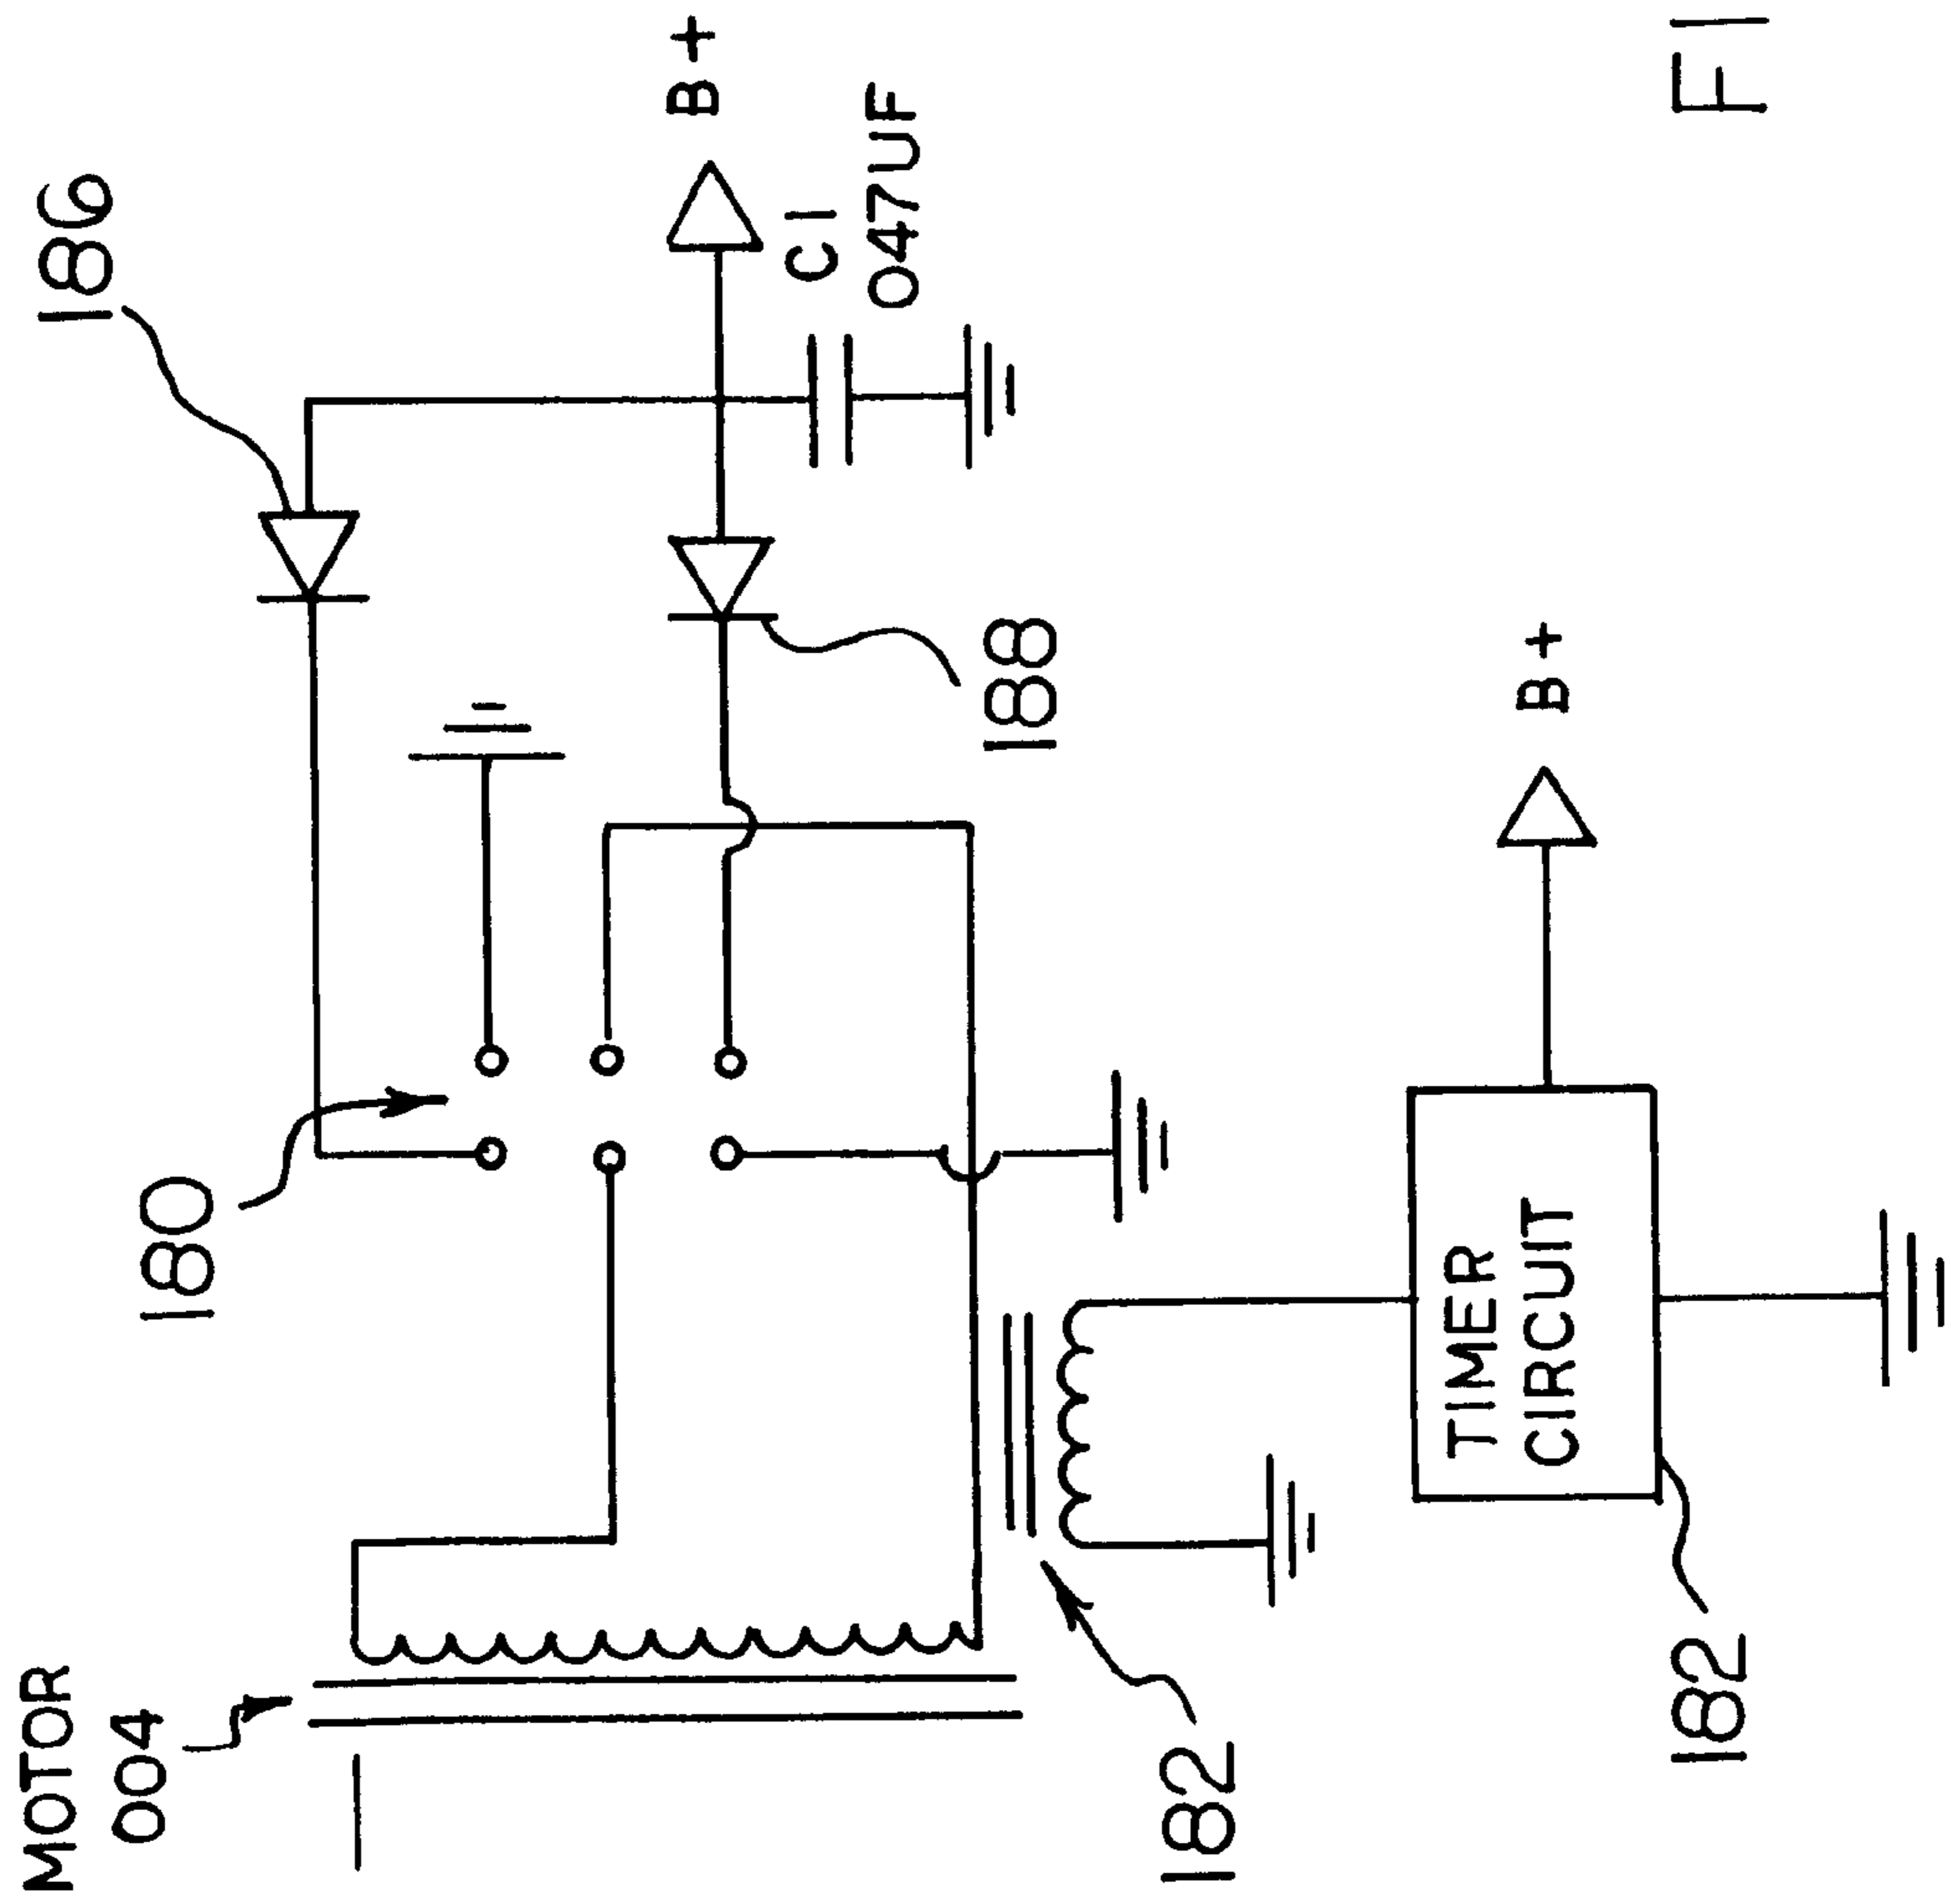 MOTOR
004
180
186
B+
C1
047UF
188
182
TIMER
CIRCUIT
B+
182
FI